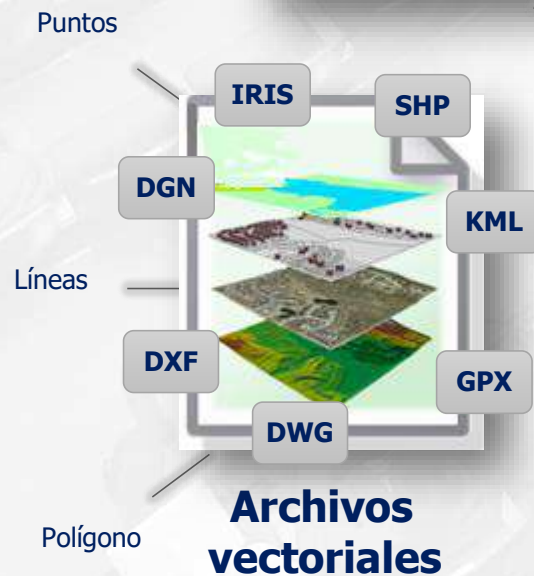 Puntos
IRIS
SHP
DGN
KML
Líneas
DXF
GPX
DWG
Polígono
Archivos
vectoriales